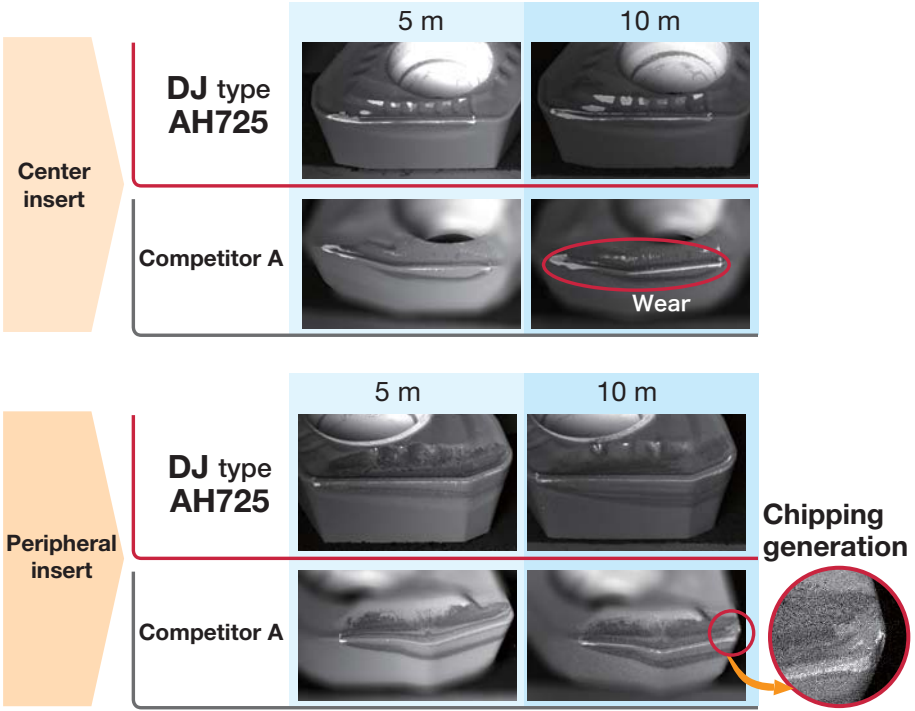 5 m
10 m
Center
insert
DJ type
AH725
Competitor A
Wear
5 m
10 m
Peripheral
insert
DJ type
AH725
Chipping
generation
Competitor A